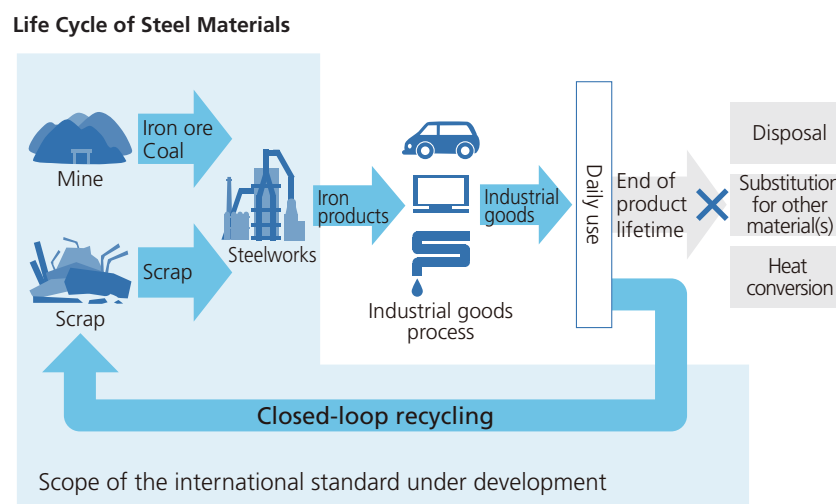 Life Cycle of Steel Materials
Iron ore
Coal
Mine
Scrap
Scrap
Steelworks
Iron
products
Industrial goods
process
Industrial
goods
Daily use
End of
product
lifetime
Disposal
Substitution
for other
material(s)
Heat
conversion
Closed-loop recycling
Scope of the international standard under development